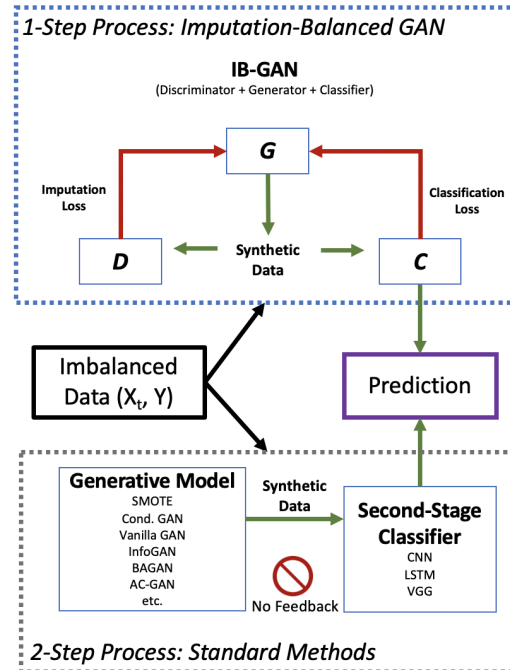 1-Step Process: Imputation-Balanced GAN
IB-GAN
(Discriminator + Generator + Classifier)
G
Imputation
Loss
Classification
Loss
D
Synthetic
Data
C
Imbalanced
Data (Xt, Y)
Prediction
Generative Model
SMOTE
Cond. GAN
Vanilla GAN
InfoGAN
BAGAN
AC-GAN
etc.
Synthetic
Data
No Feedback
Second-Stage
Classifier
CNN
LSTM
VGG
2-Step Process: Standard Methods